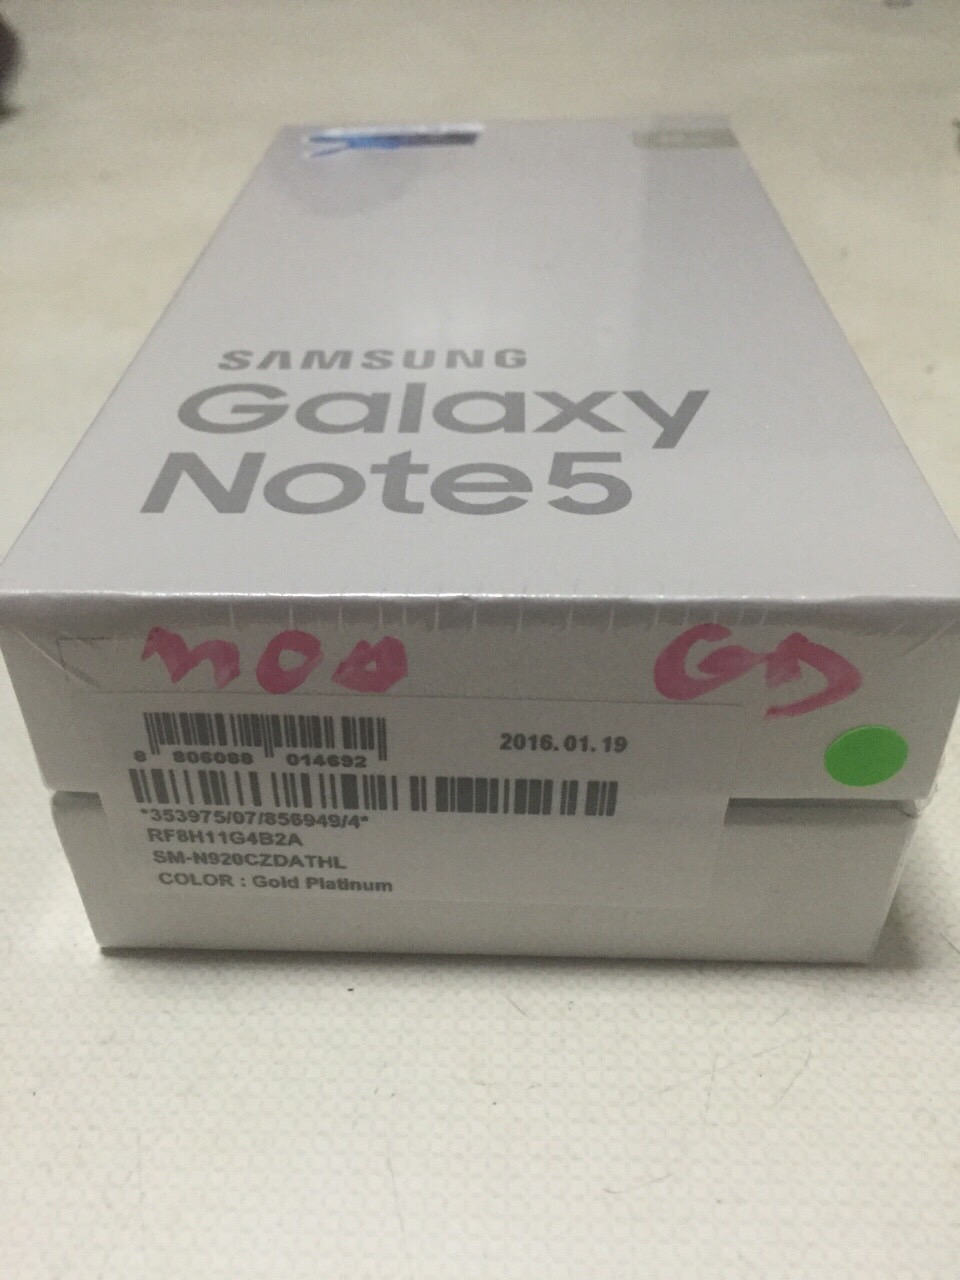 SAMSUNG
Galaxy
Note5
GD
2016.01.19
8 806088 014692
*353975/07/856949/4*
RF8H11G4B2A
SM-N920CZDATHL
COLOR : Gold Platinum